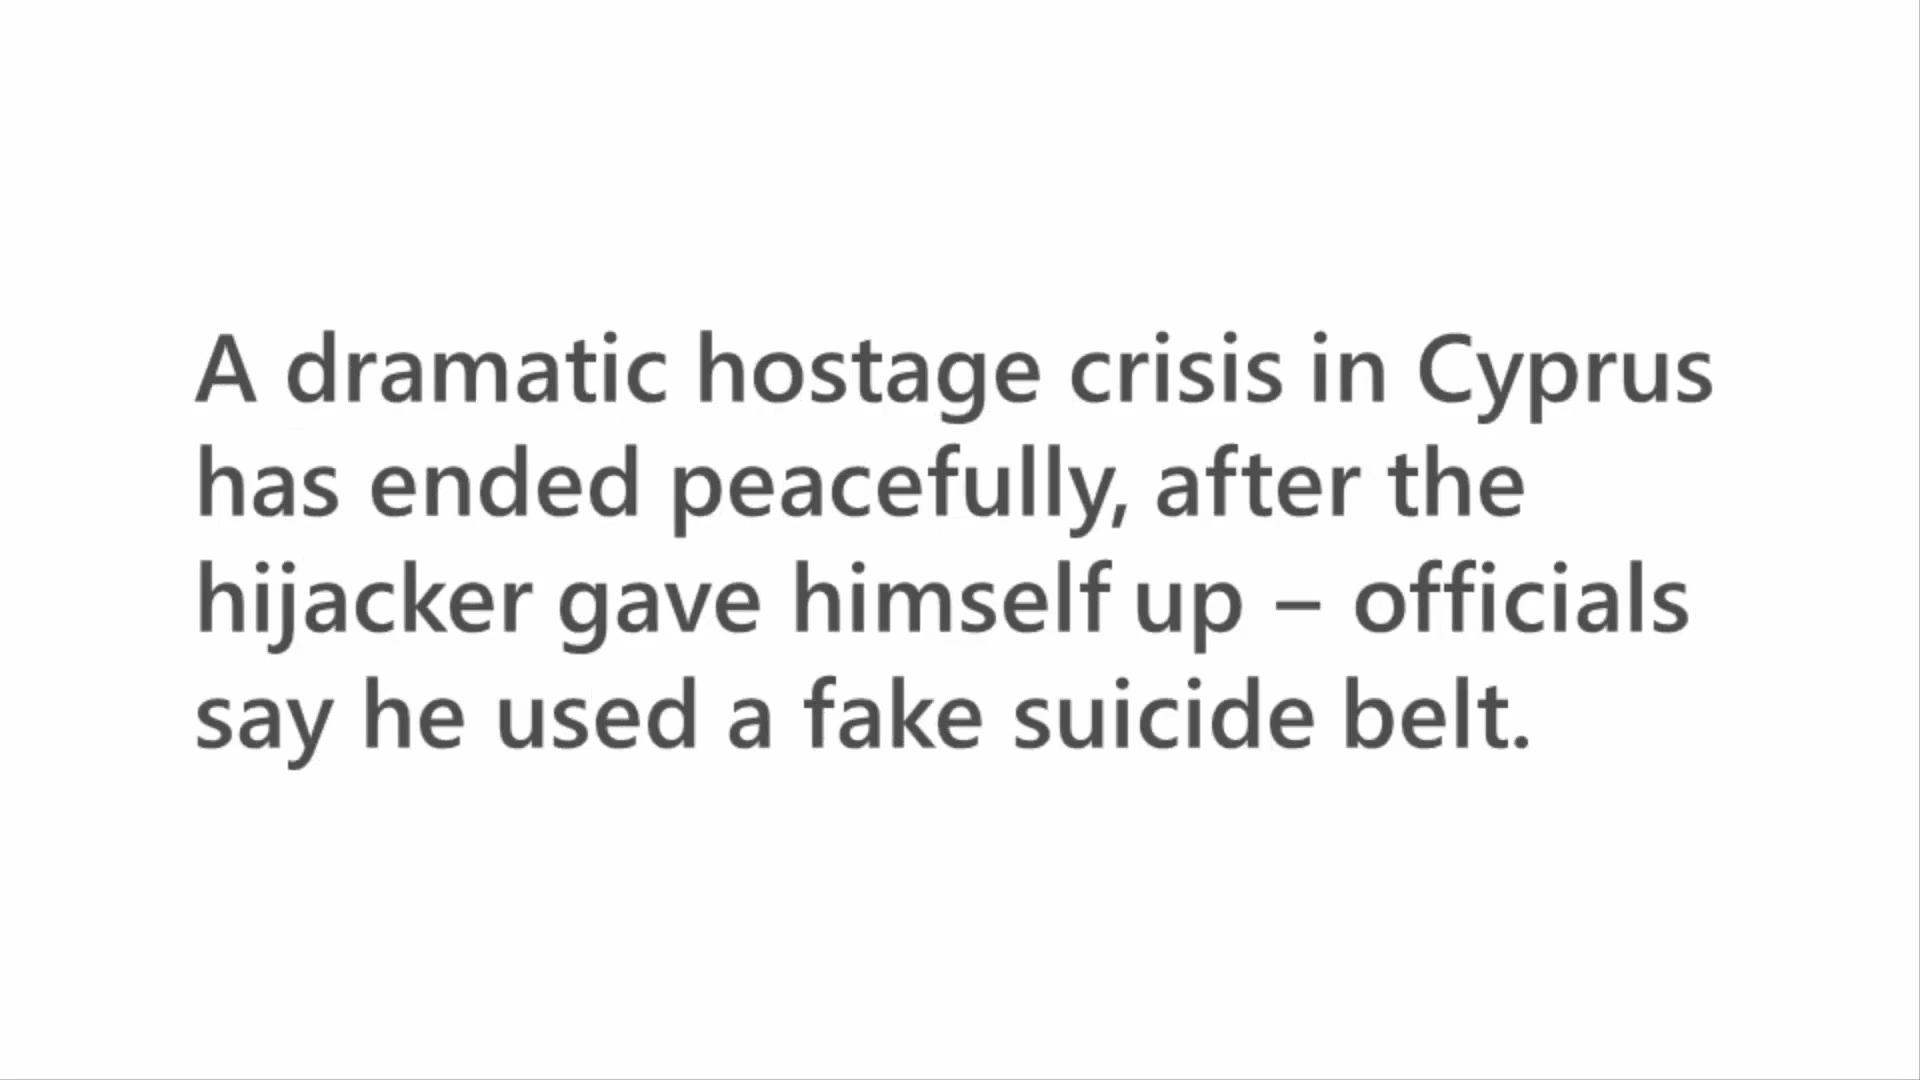 A dramatic hostage crisis in Cyprus
has ended peacefully, after the
hijacker gave himself up – officials
say he used a fake suicide belt.